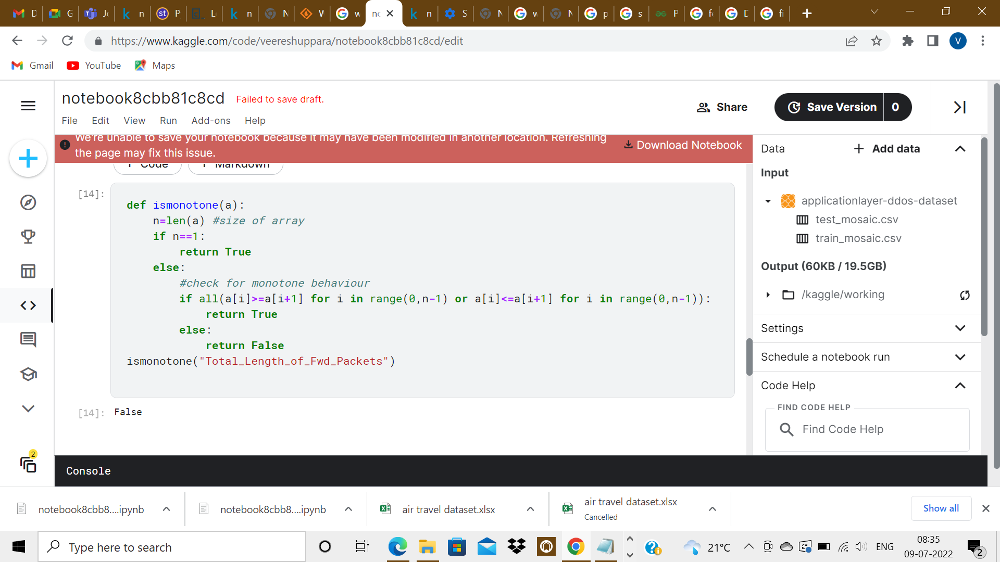 D
G
Jo
n
P
Lo
n
N
W
w
no
n
S
N
w
N
p
s
P
fe
D
fi
https://www.kaggle.com/code/veereshuppara/notebook8cbb81c8cd/edit
V
Gmail
YouTube
Maps
notebook8cbb81c8cd
Failed to save draft.
Share
Save Version
0
File
Edit
View
Run
Add-ons
Help
We're unable to save your notebook because it may have been modified in another location. Refreshing
the page may fix this issue.
Download Notebook
+ Code
+ Markdown
[14]:
def ismonotone(a):
    n=len(a) #size of array
    if n==1:
        return True
    else:
        #check for monotone behaviour
        if all(a[i]>=a[i+1] for i in range(0,n-1) or a[i]<=a[i+1] for i in range(0,n-1)):
            return True
        else:
            return False
ismonotone("Total_Length_of_Fwd_Packets")
[14]: False
Data
+ Add data
Input
applicationlayer-ddos-dataset
test_mosaic.csv
train_mosaic.csv
Output (60KB / 19.5GB)
/kaggle/working
Settings
Schedule a notebook run
Code Help
FIND CODE HELP
Find Code Help
2
Console
notebook8cbb8....ipynb
notebook8cbb8....ipynb
air travel dataset.xlsx
air travel dataset.xlsx
Cancelled
Show all
Type here to search
21°C
ENG
08:35
09-07-2022
2